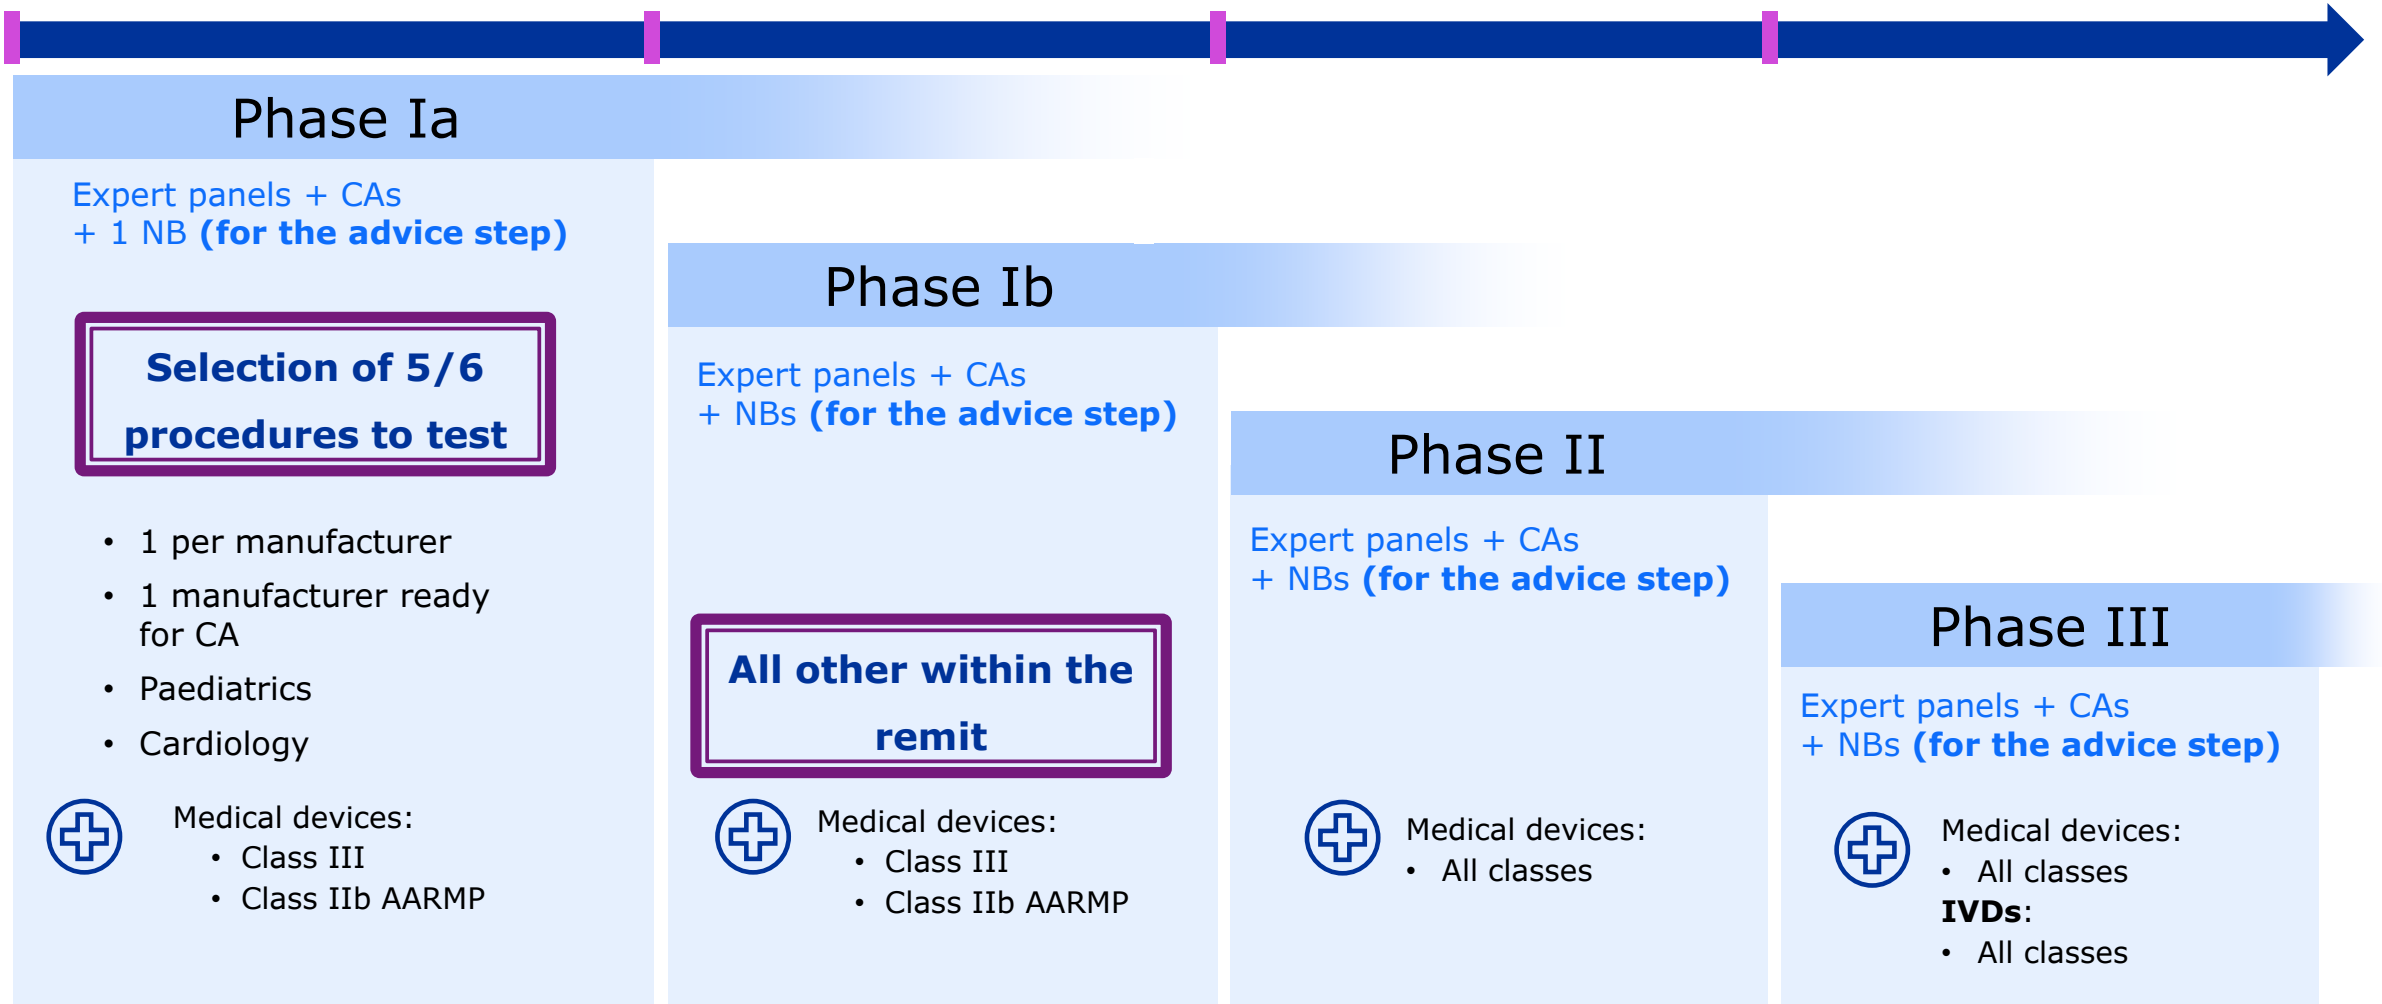 Phase Ia
Expert panels + CAs
+ 1 NB (for the advice step)
Selection of 5/6
procedures to test
• 1 per manufacturer
• 1 manufacturer ready
for CA
• Paediatrics
• Cardiology
Medical devices:
• Class III
• Class IIb AARMP
Phase Ib
Expert panels + CAs
+ NBs (for the advice step)
All other within the
remit
Medical devices:
• Class III
• Class IIb AARMP
Phase II
Expert panels + CAs
+ NBs (for the advice step)
Medical devices:
• All classes
Phase III
Expert panels + CAs
+ NBs (for the advice step)
Medical devices:
• All classes
IVDs:
• All classes